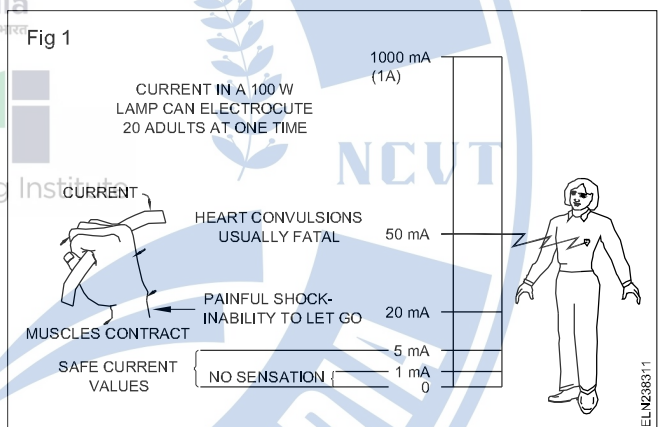 भारत
Fig 1
1000 mA
(1A)
CURRENT IN A 100 W
LAMP CAN ELECTROCUTE
20 ADULTS AT ONE TIME
NCVT
g Institute
CURRENT
HEART CONVULSIONS
USUALLY FATAL
50 mA
PAINFUL SHOCK-
INABILITY TO LET GO
20 mA
MUSCLES CONTRACT
5 mA
SAFE CURRENT
VALUES
NO SENSATION
1 mA
0
ELN238311